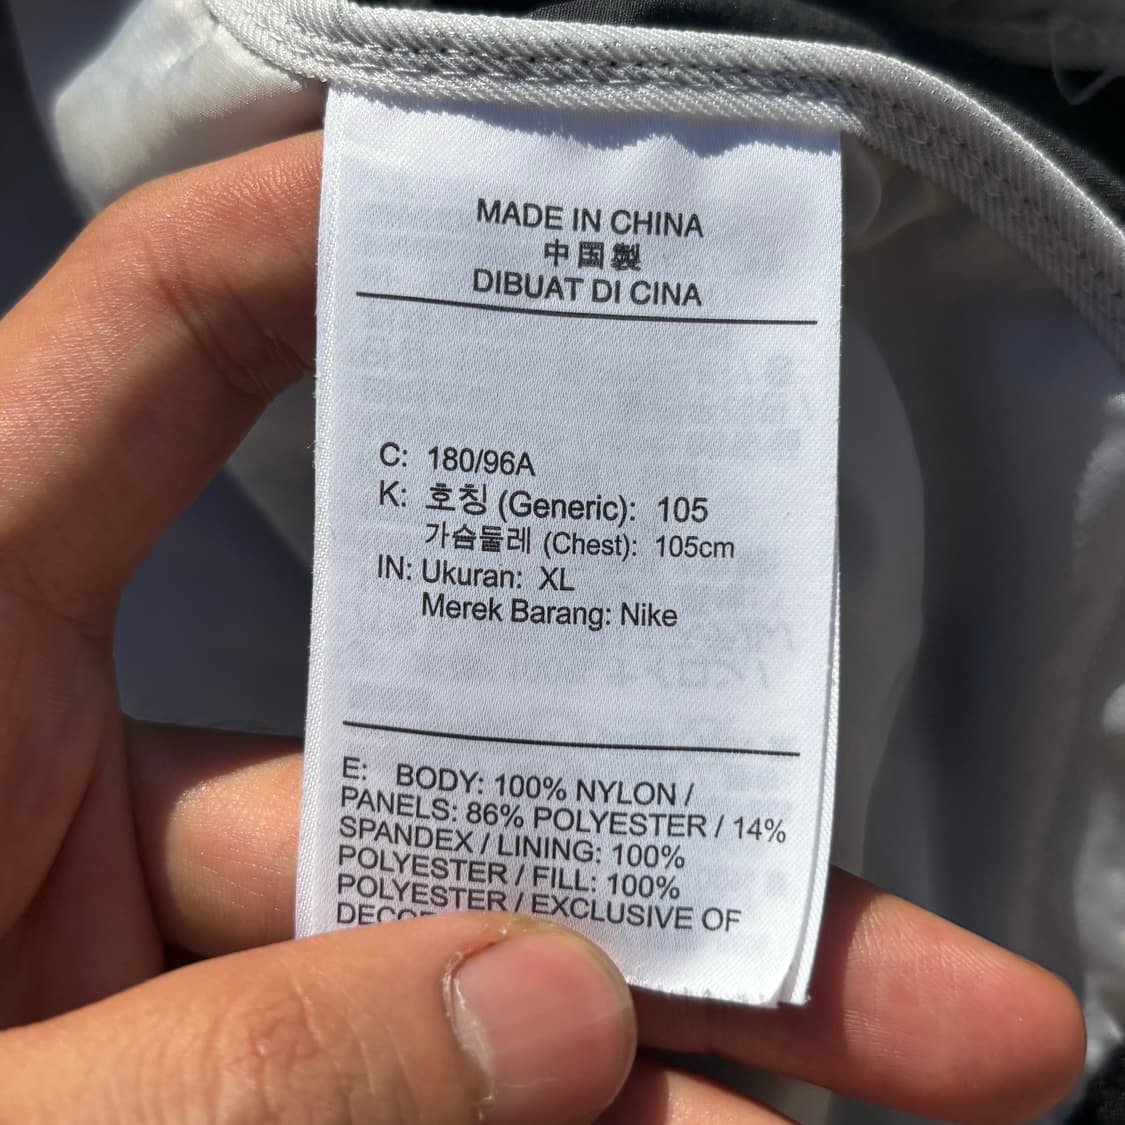 MADE IN CHINA
中国製
DIBUAT DI CINA
C: 180/96A
K: 호칭 (Generic): 105
가슴둘레 (Chest): 105cm
IN: Ukuran: XL
Merek Barang: Nike
E: BODY: 100% NYLON /
PANELS: 86% POLYESTER / 14%
SPANDEX / LINING: 100%
POLYESTER / FILL: 100%
POLYESTER / EXCLUSIVE OF